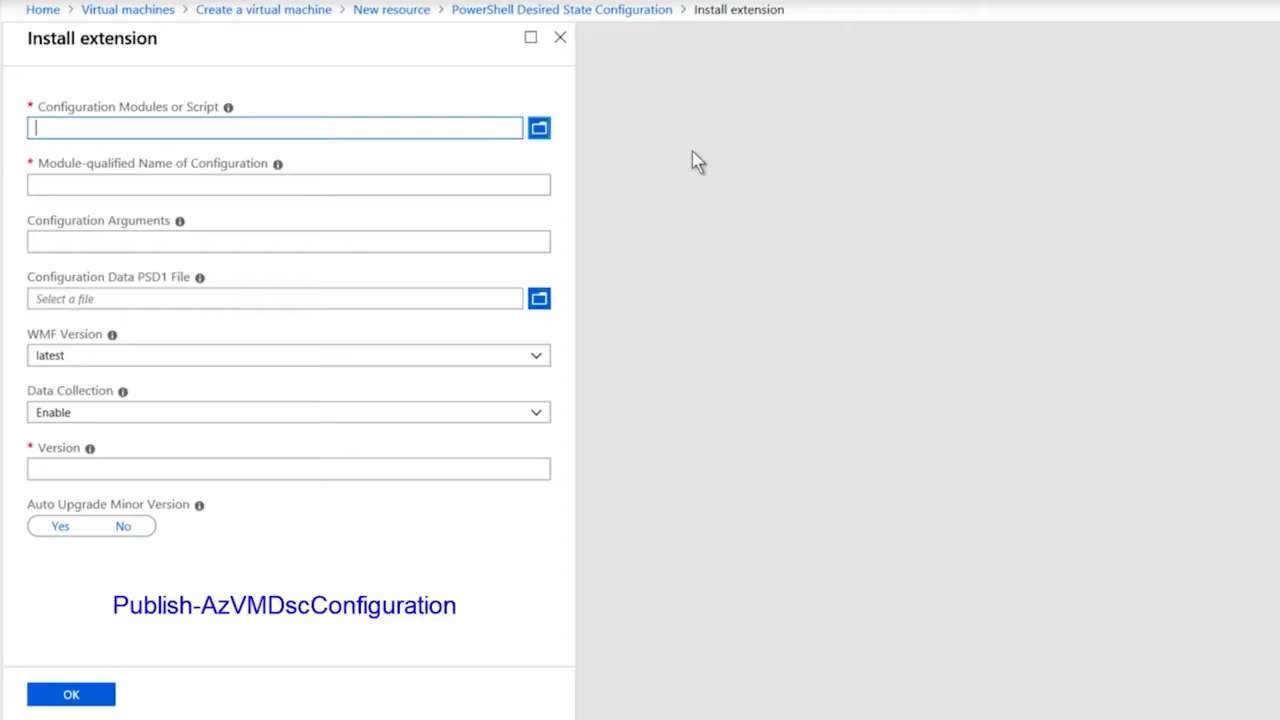 Home > Virtual machines > Create a virtual machine > New resource > PowerShell Desired State Configuration > Install extension
Install extension
* Configuration Modules or Script
* Module-qualified Name of Configuration
Configuration Arguments
Configuration Data PSD1 File
Select a file
WMF Version
latest
Data Collection
Enable
* Version
Auto Upgrade Minor Version
Yes No
Publish-AzVMDscConfiguration
OK